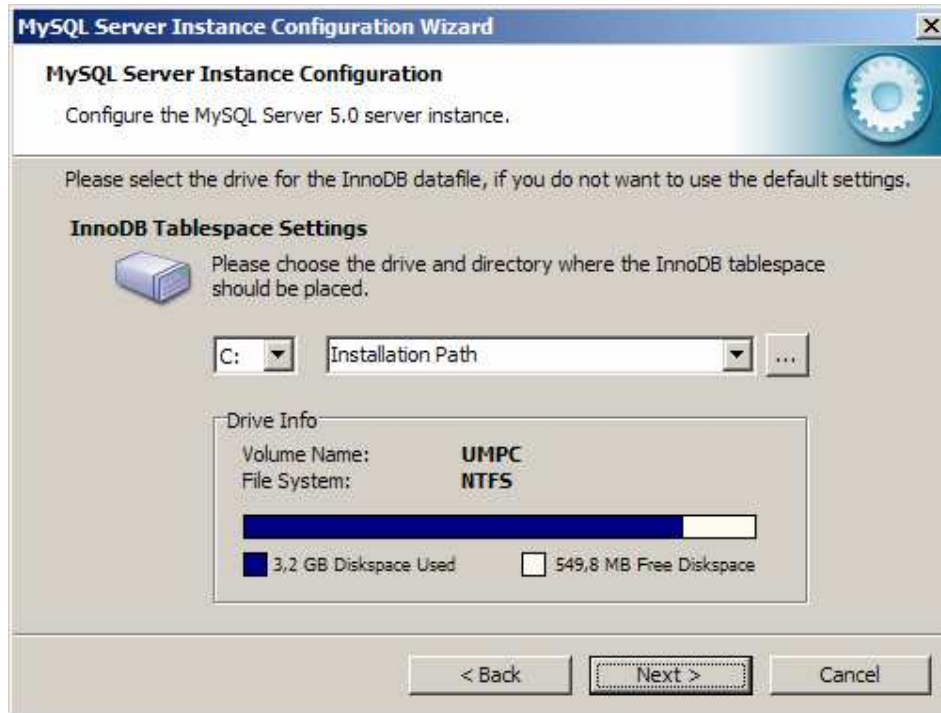 MySQL Server Instance Configuration Wizard
MySQL Server Instance Configuration
Configure the MySQL Server 5.0 server instance.
Please select the drive for the InnoDB datafile, if you do not want to use the default settings.
InnoDB Tablespace Settings
Please choose the drive and directory where the InnoDB tablespace
should be placed.
C: Installation Path ...
Drive Info
Volume Name: UMPC
File System: NTFS
3,2 GB Diskspace Used 549,8 MB Free Diskspace
< Back Next > Cancel